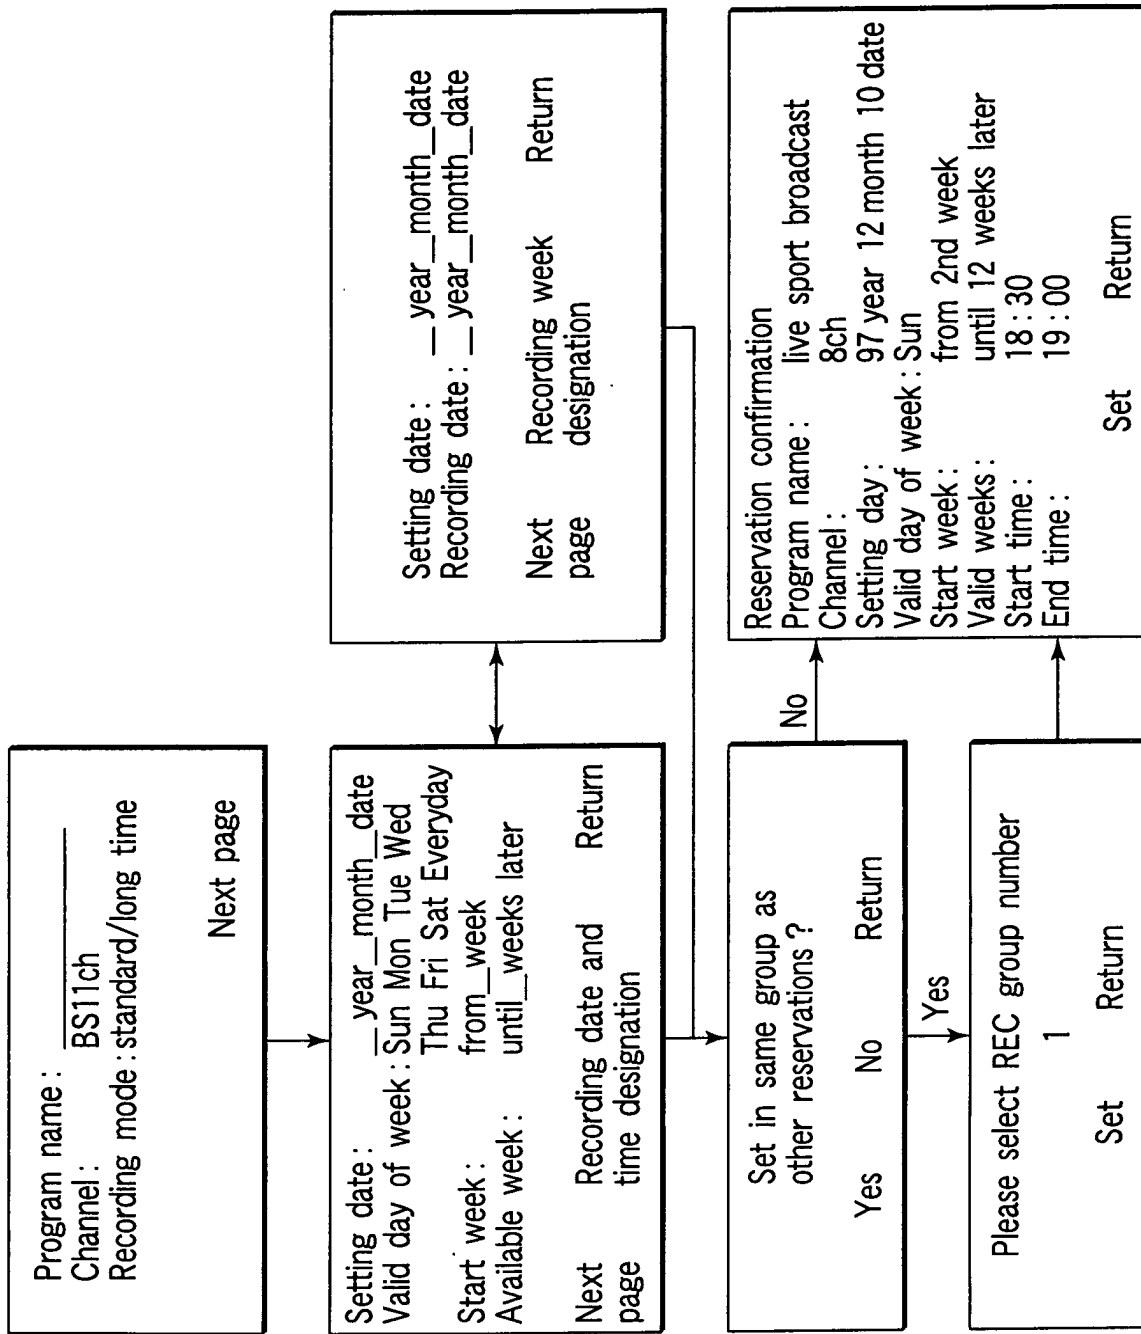 Program name :
Channel : BS11ch
Recording mode : standard/long time
Next page
Setting date : __year__month__date
Valid day of week : Sun Mon Tue Wed
Thu Fri Sat Everyday
Start week : from__week
Available week : until__weeks later
Next Recording date and Return
page time designation
Setting date : __year__month__date
Recording date : __year__month__date
Next Recording week Return
page designation
Set in same group as
other reservations ?
Yes No Return
No
Yes
Please select REC group number
1
Set Return
Reservation confirmation
Program name : live sport broadcast
Channel : 8ch
Setting day : 97 year 12 month 10 date
Valid day of week : Sun
Start week : from 2nd week
Valid weeks : until 12 weeks later
Start time : 18 : 30
End time : 19 : 00
Set Return